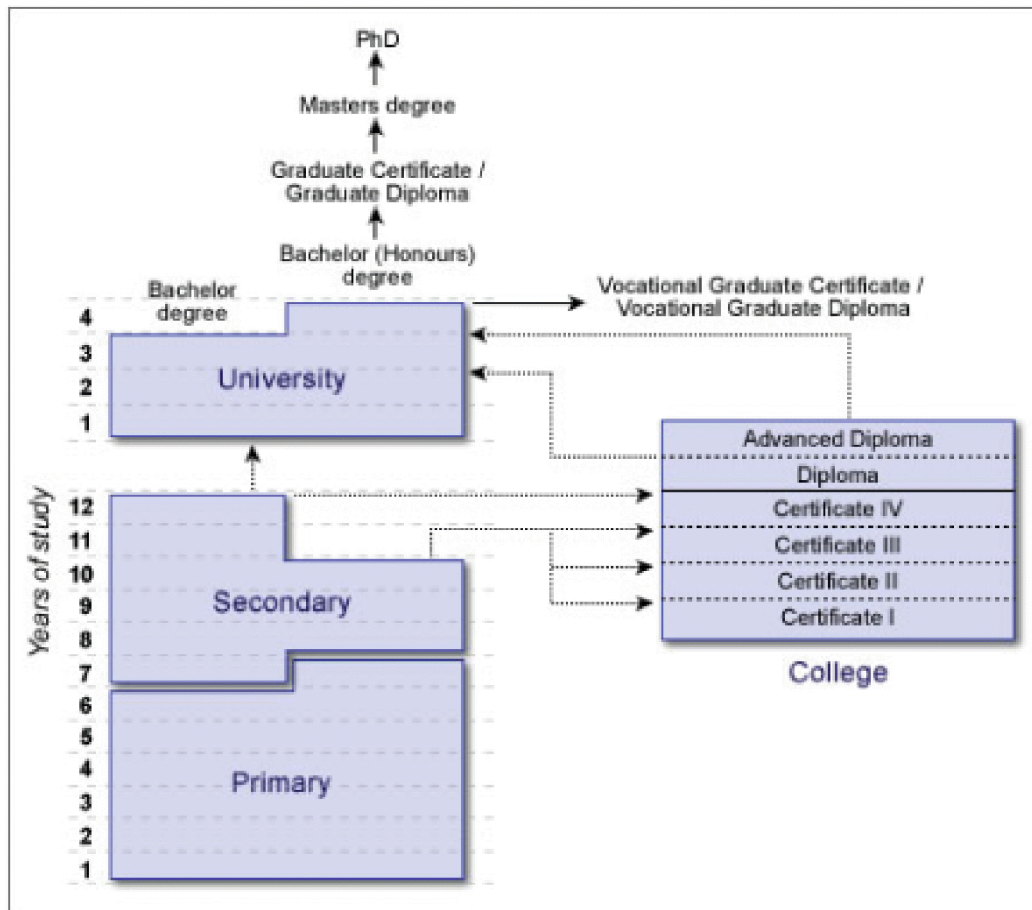 PhD
Masters degree
Graduate Certificate /
Graduate Diploma
Bachelor (Honours)
degree
Bachelor
degree
Vocational Graduate Certificate /
Vocational Graduate Diploma
4
3
2
1
University
Advanced Diploma
Diploma
Certificate IV
Certificate III
Certificate II
Certificate I
College
Years of study
12
11
10
9
8
7
6
5
4
3
2
1
Secondary
Primary